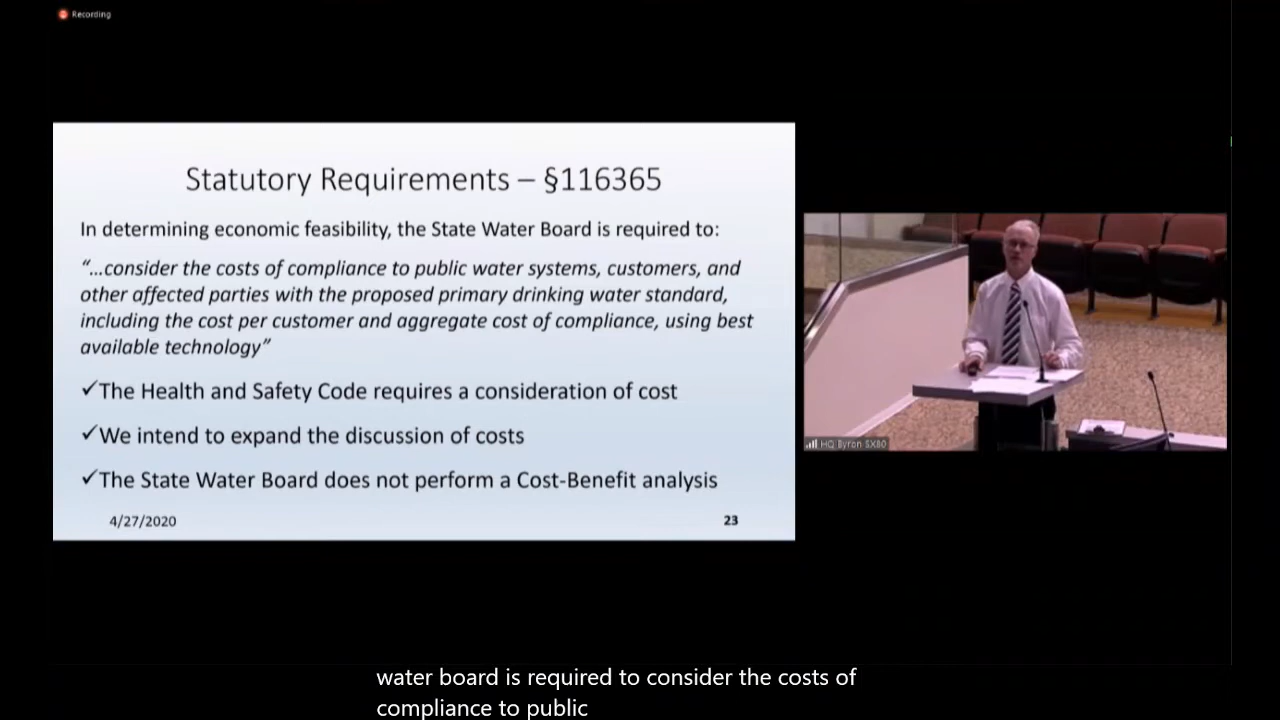 Recording
Statutory Requirements – §116365
In determining economic feasibility, the State Water Board is required to:
“…consider the costs of compliance to public water systems, customers, and
other affected parties with the proposed primary drinking water standard,
including the cost per customer and aggregate cost of compliance, using best
available technology”
✓The Health and Safety Code requires a consideration of cost
✓We intend to expand the discussion of costs
✓The State Water Board does not perform a Cost-Benefit analysis
4/27/2020
23
HQ Byron SX80
water board is required to consider the costs of
compliance to public